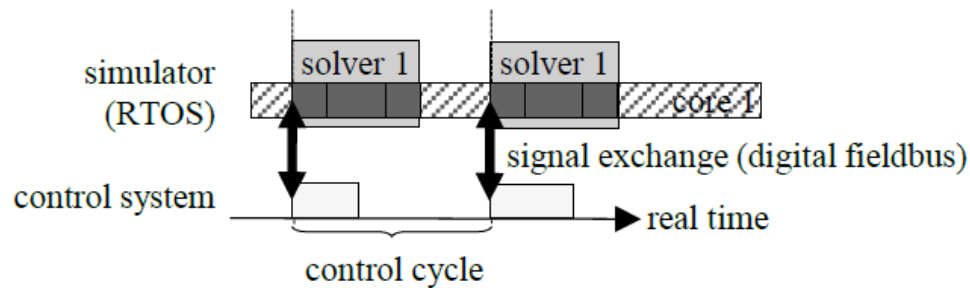 solver 1
solver 1
simulator
(RTOS)
core 1
signal exchange (digital fieldbus)
control system
real time
control cycle